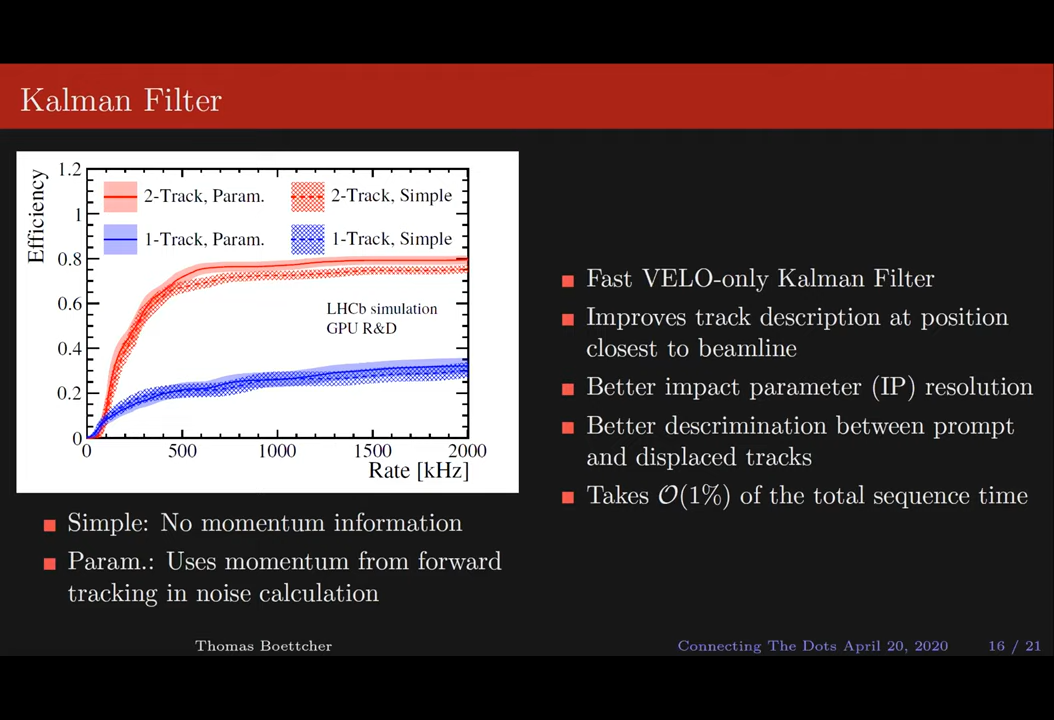 Kalman Filter
Efficiency
1.2
1
0.8
0.6
0.4
0.2
0
2-Track, Param.
2-Track, Simple
1-Track, Param.
1-Track, Simple
LHCb simulation
GPU R&D
0
500
1000
1500
2000
Rate [kHz]
Simple: No momentum information
Param.: Uses momentum from forward
tracking in noise calculation
Fast VELO-only Kalman Filter
Improves track description at position
closest to beamline
Better impact parameter (IP) resolution
Better descrimination between prompt
and displaced tracks
Takes 𝒪(1%) of the total sequence time
Thomas Boettcher
Connecting The Dots April 20, 2020
16 / 21